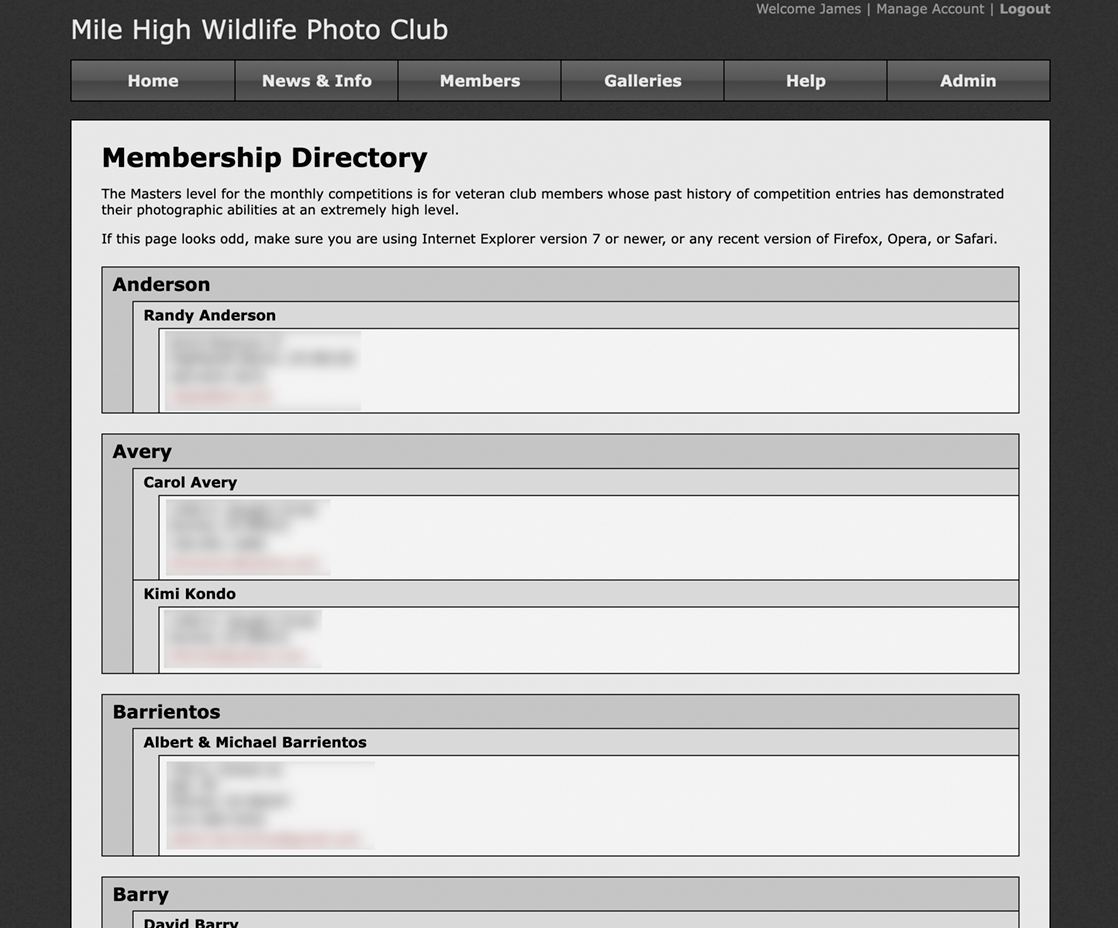 Welcome James | Manage Account | Logout
Mile High Wildlife Photo Club
Home News & Info Members Galleries Help Admin
Membership Directory
The Masters level for the monthly competitions is for veteran club members whose past history of competition entries has demonstrated
their photographic abilities at an extremely high level.
If this page looks odd, make sure you are using Internet Explorer version 7 or newer, or any recent version of Firefox, Opera, or Safari.
Anderson
Randy Anderson
Avery
Carol Avery
Kimi Kondo
Barrientos
Albert & Michael Barrientos
Barry
David Barry